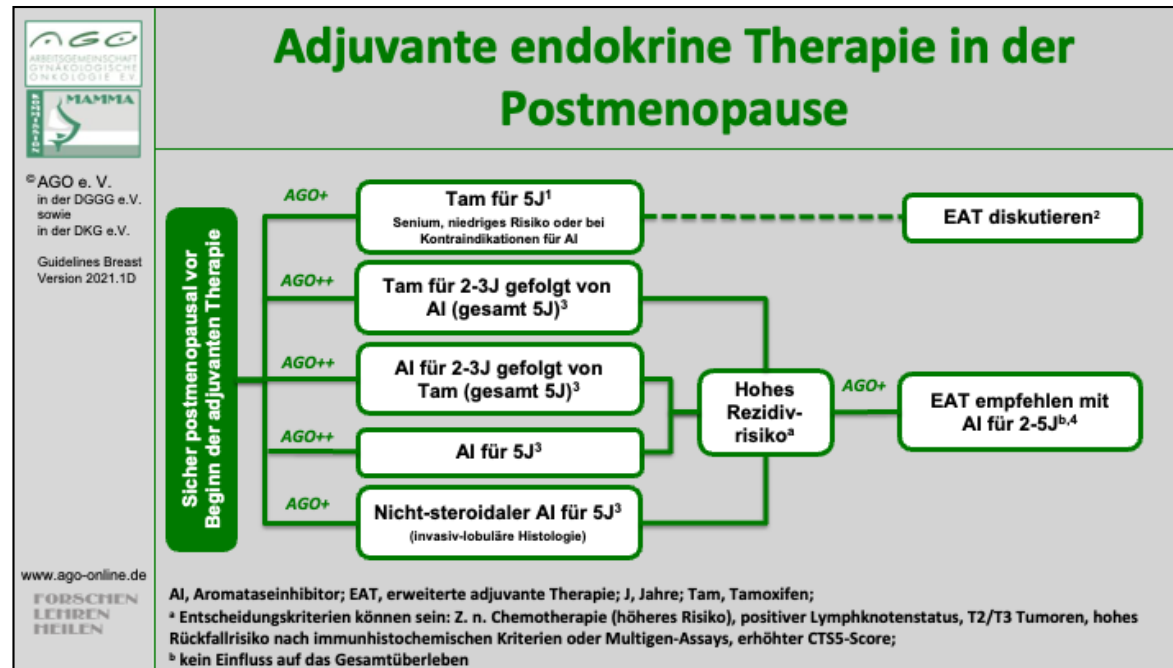 AGO
ARBEITSGEMEINSCHAFT
GYNÄKOLOGISCHE
ONKOLOGIE E.V.
KOMMISSION
MAMMA
© AGO e. V.
in der DGGG e.V.
sowie
in der DKG e.V.
Guidelines Breast
Version 2021.1D
www.ago-online.de
FORSCHEN
LEHREN
HEILEN
Adjuvante endokrine Therapie in der
Postmenopause
Sicher postmenopausal vor
Beginn der adjuvanten Therapie
AGO+
Tam für 5J¹
Senium, niedriges Risiko oder bei
Kontraindikationen für AI
EAT diskutieren²
AGO++
Tam für 2-3J gefolgt von
AI (gesamt 5J)³
AGO++
AI für 2-3J gefolgt von
Tam (gesamt 5J)³
AGO++
AI für 5J³
AGO+
Nicht-steroidaler AI für 5J³
(invasiv-lobuläre Histologie)
Hohes
Rezidiv-
risikoᵃ
AGO+
EAT empfehlen mit
AI für 2-5Jᵇ,⁴
AI, Aromataseinhibitor; EAT, erweiterte adjuvante Therapie; J, Jahre; Tam, Tamoxifen;
ᵃ Entscheidungskriterien können sein: Z. n. Chemotherapie (höheres Risiko), positiver Lymphknotenstatus, T2/T3 Tumoren, hohes
Rückfallrisiko nach immunhistochemischen Kriterien oder Multigen-Assays, erhöhter CTS5-Score;
ᵇ kein Einfluss auf das Gesamtüberleben